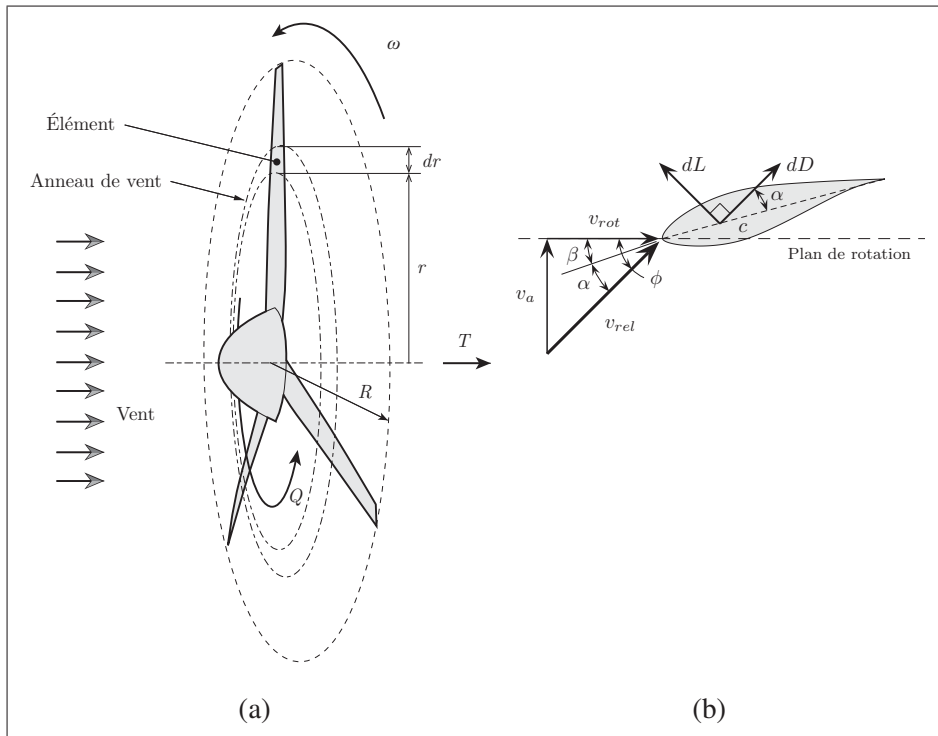 ω
Élément
dr
Anneau de vent
r
T
R
Vent
Q
(a)
dL
dD
α
v_rot
c
β
Plan de rotation
α
ϕ
v_a
v_rel
(b)